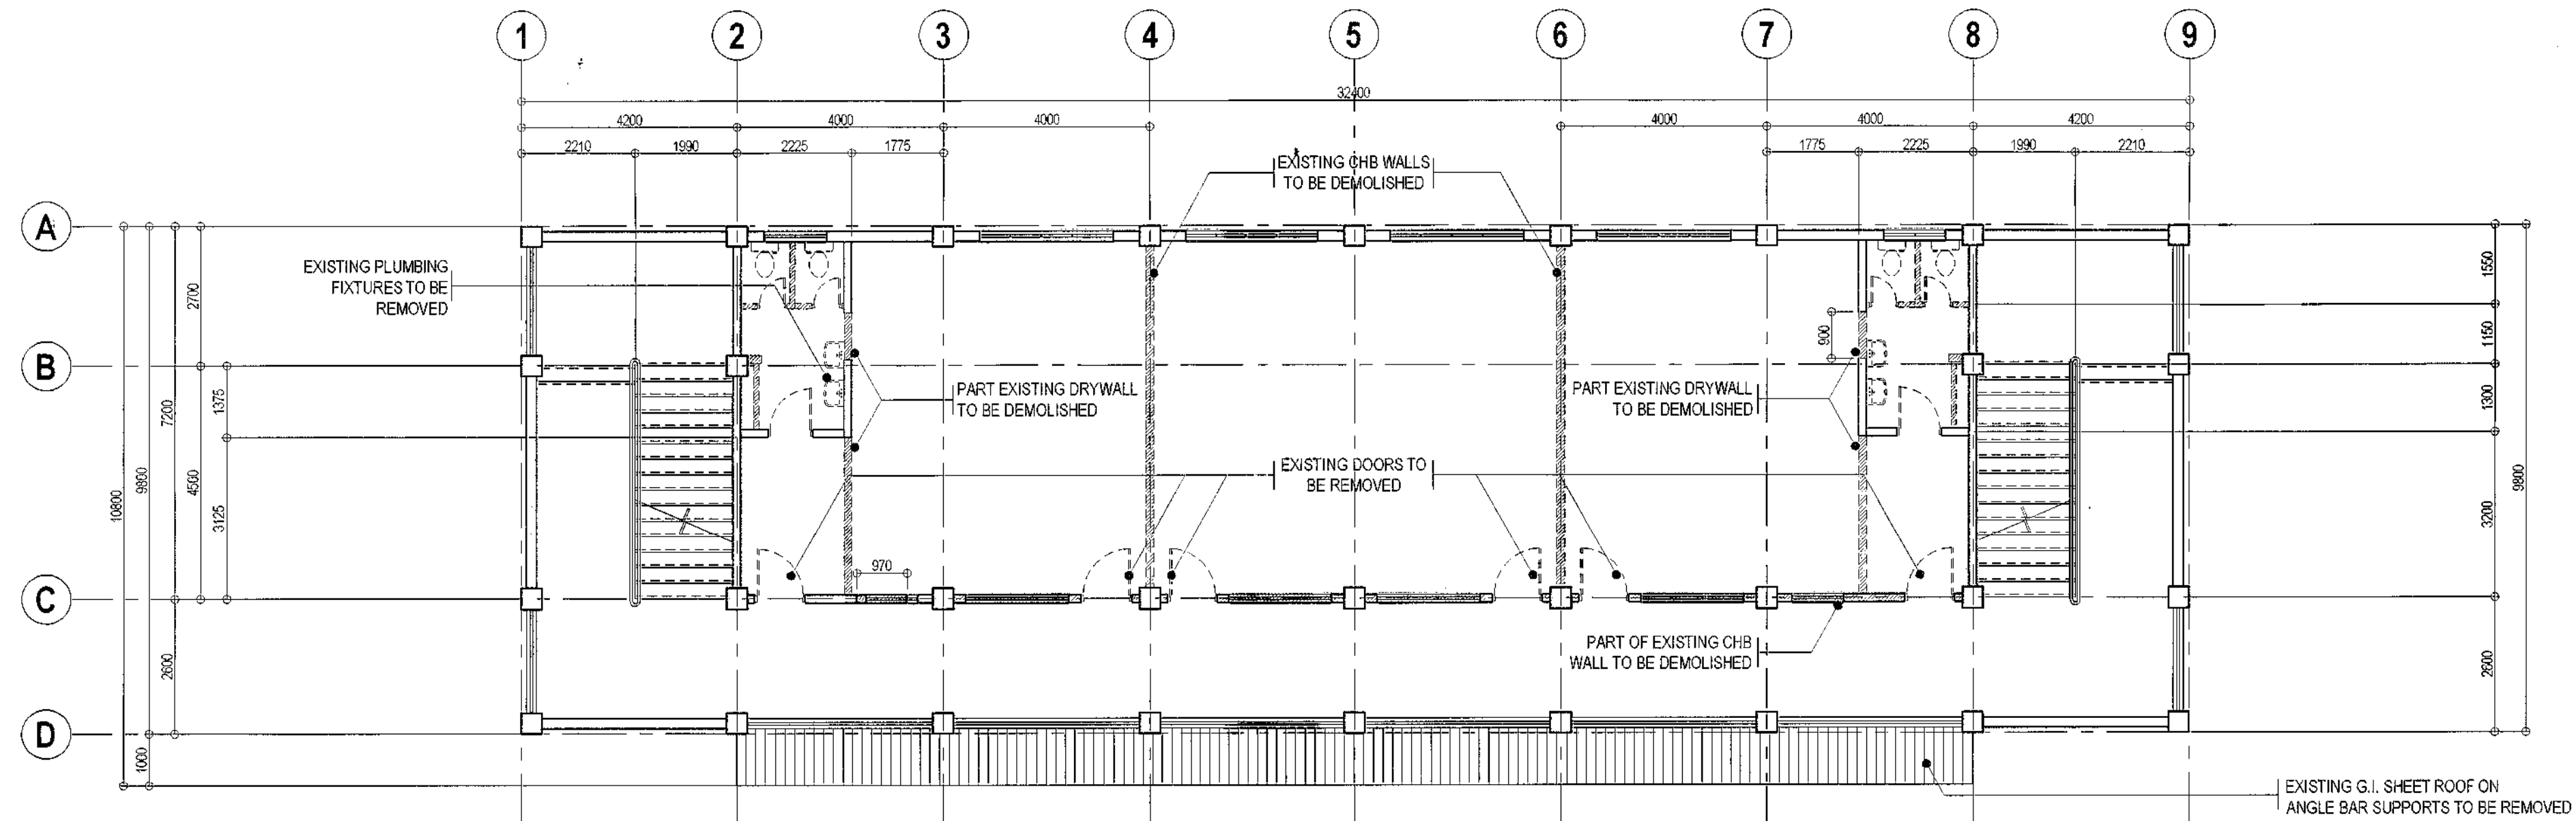 1 2 3 4 5 6 7 8 9
32400
4200 4000 4000 4000 4000 4200
2210 1990 2225 1775 1775 2225 1990 2210
EXISTING CHB WALLS
TO BE DEMOLISHED
A
EXISTING PLUMBING
FIXTURES TO BE
REMOVED
2700
1550
900
1150
B
1375
7200
PART EXISTING DRYWALL
TO BE DEMOLISHED
PART EXISTING DRYWALL
TO BE DEMOLISHED
1300
EXISTING DOORS TO
BE REMOVED
10800
9800
4500
3125
3200
9800
970
C
2600
PART OF EXISTING CHB
WALL TO BE DEMOLISHED
2600
D
1000
EXISTING G.I. SHEET ROOF ON
ANGLE BAR SUPPORTS TO BE REMOVED